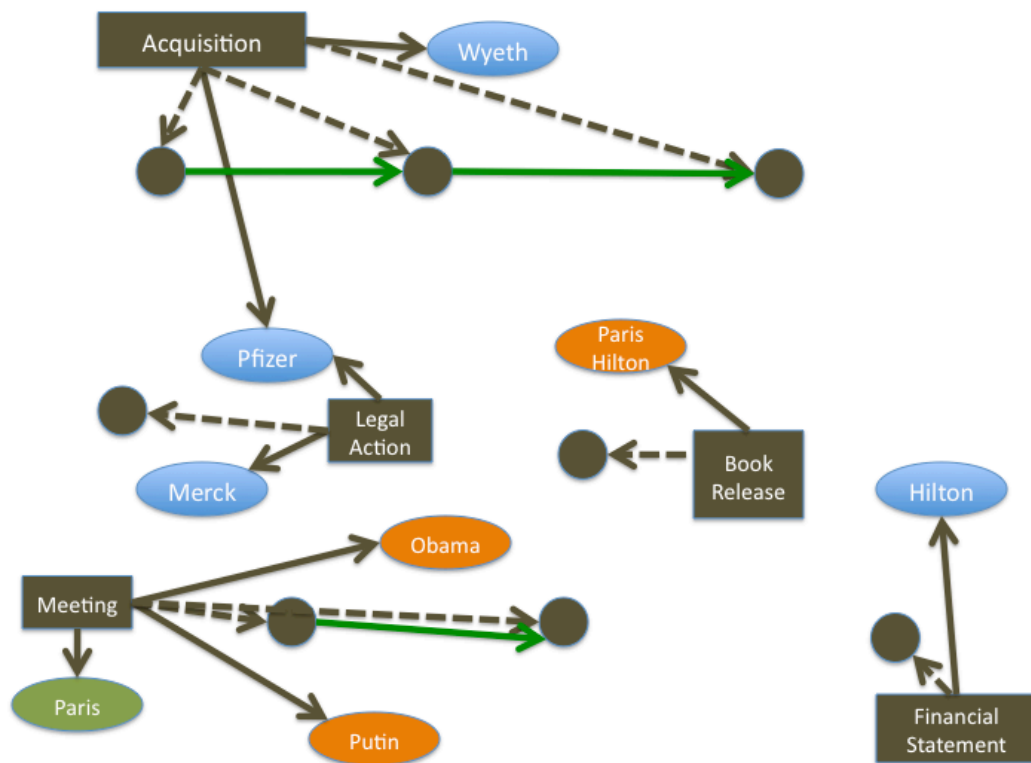 Acquisition
Wyeth
Pfizer
Paris
Hilton
Legal
Action
Book
Release
Merck
Hilton
Obama
Meeting
Paris
Putin
Financial
Statement